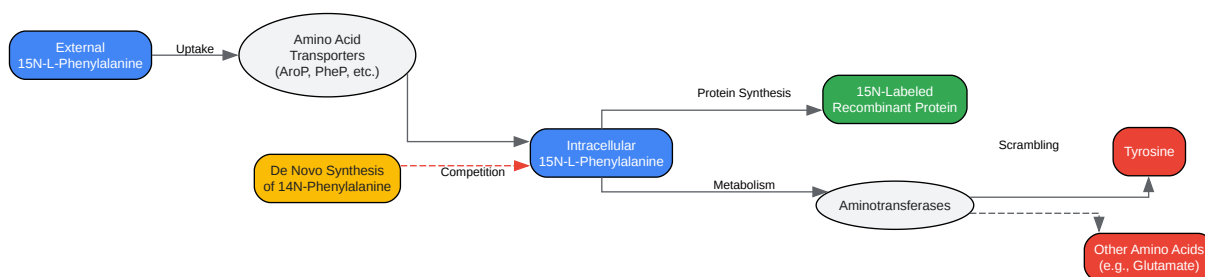 External
15N-L-Phenylalanine
Uptake
Amino Acid
Transporters
(AroP, PheP, etc.)
De Novo Synthesis
of 14N-Phenylalanine
Competition
Intracellular
15N-L-Phenylalanine
Protein Synthesis
15N-Labeled
Recombinant Protein
Metabolism
Aminotransferases
Scrambling
Tyrosine
Other Amino Acids
(e.g., Glutamate)